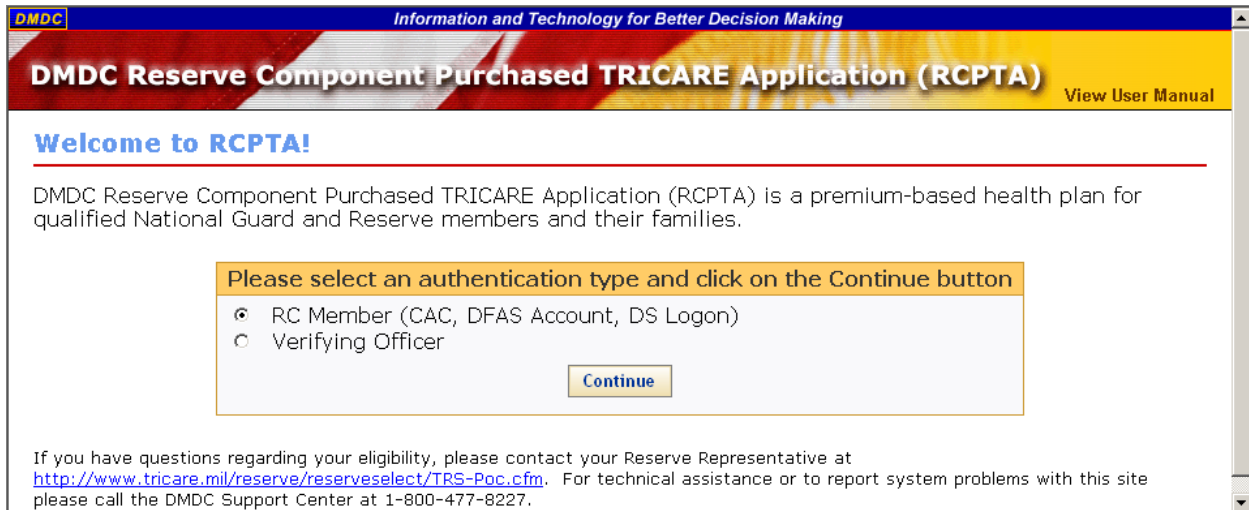 DMDC
Information and Technology for Better Decision Making
DMDC Reserve Component Purchased TRICARE Application (RCPTA)
View User Manual
Welcome to RCPTA!
DMDC Reserve Component Purchased TRICARE Application (RCPTA) is a premium-based health plan for
qualified National Guard and Reserve members and their families.
Please select an authentication type and click on the Continue button
RC Member (CAC, DFAS Account, DS Logon)
Verifying Officer
Continue
If you have questions regarding your eligibility, please contact your Reserve Representative at
http://www.tricare.mil/reserve/reserveselect/TRS-Poc.cfm. For technical assistance or to report system problems with this site
please call the DMDC Support Center at 1-800-477-8227.